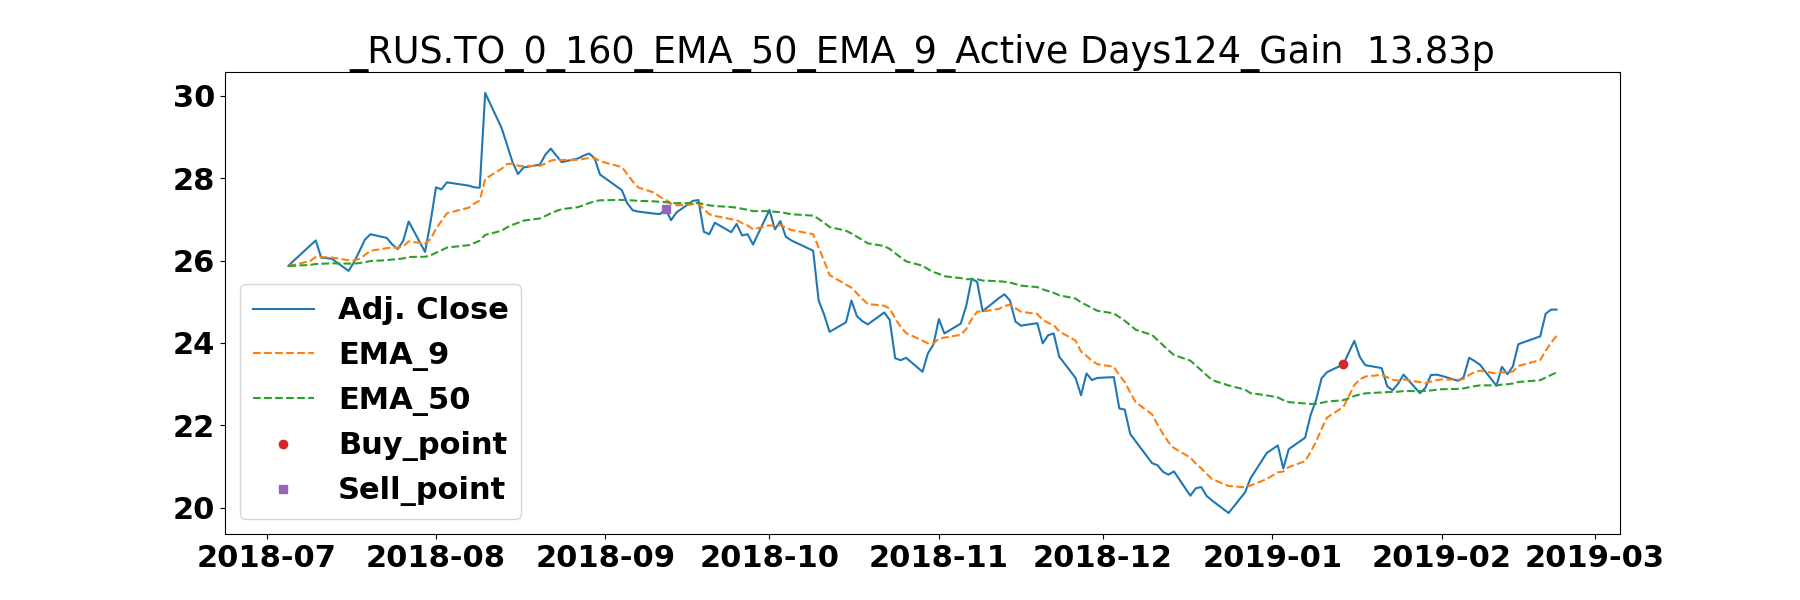 _RUS.TO_0_160_EMA_50_EMA_9_Active Days124_Gain  13.83p
30
28
26
24
22
20
Adj. Close
EMA_9
EMA_50
Buy_point
Sell_point
2018-07 2018-08 2018-09 2018-10 2018-11 2018-12 2019-01 2019-02 2019-03